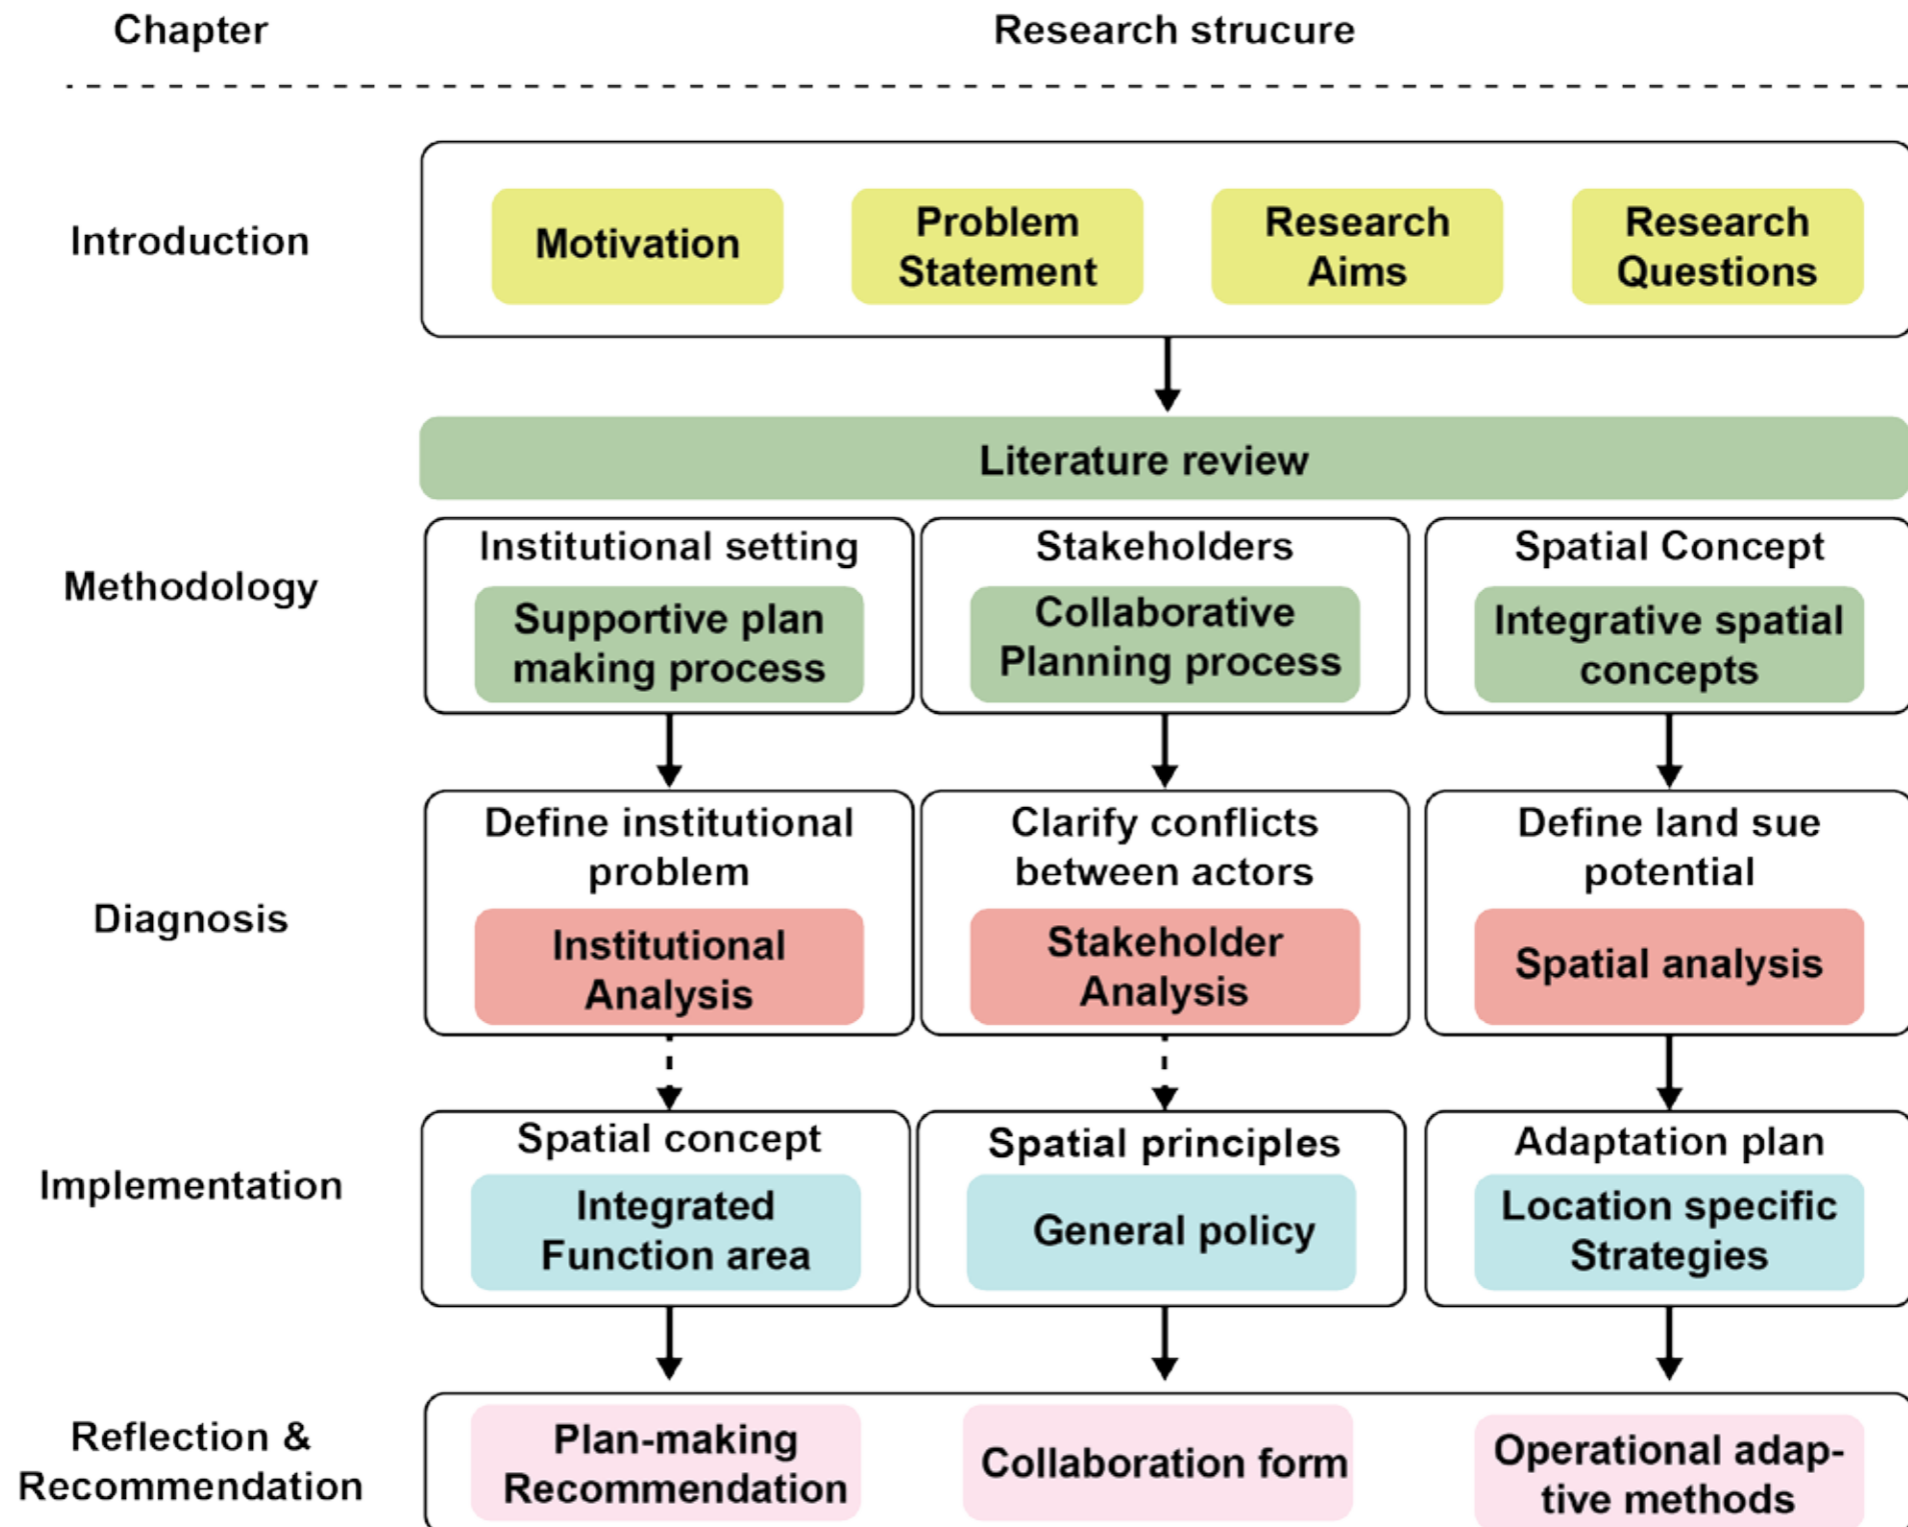 Chapter
Research strucure
Introduction
Motivation
Problem
Statement
Research
Aims
Research
Questions
Literature review
Methodology
Institutional setting
Supportive plan
making process
Stakeholders
Collaborative
Planning process
Spatial Concept
Integrative spatial
concepts
Diagnosis
Define institutional
problem
Institutional
Analysis
Clarify conflicts
between actors
Stakeholder
Analysis
Define land sue
potential
Spatial analysis
Implementation
Spatial concept
Integrated
Function area
Spatial principles
General policy
Adaptation plan
Location specific
Strategies
Reflection &
Recommendation
Plan-making
Recommendation
Collaboration form
Operational adap-
tive methods